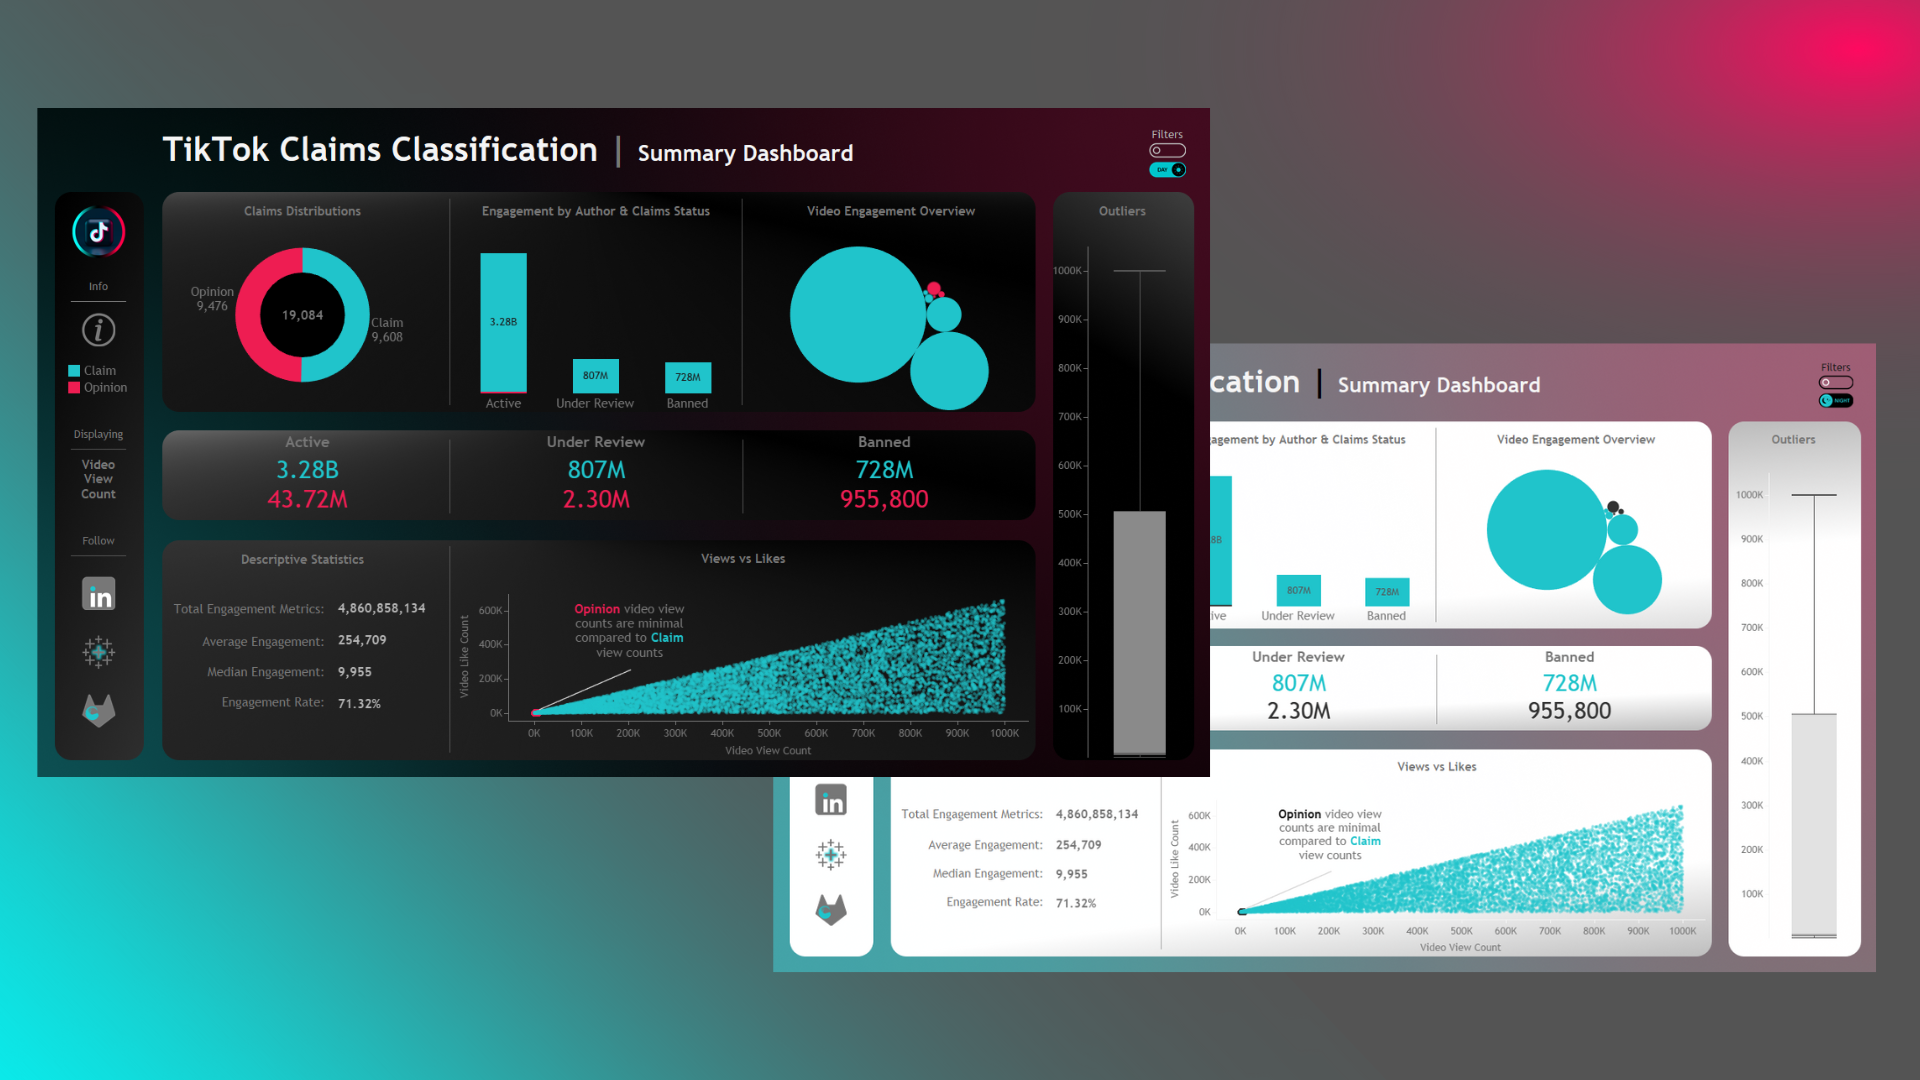 TikTok Claims Classification | Summary Dashboard
Filters
DAY
Info
Claim
Opinion
Displaying
Video
View
Count
Follow
in
Claims Distributions
Opinion
9,476
19,084
Claim
9,608
Engagement by Author & Claims Status
3.28B
807M
728M
Active
Under Review
Banned
Video Engagement Overview
Outliers
1000K
900K
800K
700K
600K
500K
400K
300K
200K
100K
Active
3.28B
43.72M
Under Review
807M
2.30M
Banned
728M
955,800
Descriptive Statistics
Total Engagement Metrics: 4,860,858,134
Average Engagement: 254,709
Median Engagement: 9,955
Engagement Rate: 71.32%
Views vs Likes
Opinion video view
counts are minimal
compared to Claim
view counts
Video Like Count
600K
400K
200K
0K
0K 100K 200K 300K 400K 500K 600K 700K 800K 900K 1000K
Video View Count
cation | Summary Dashboard
Filters
NIGHT
agement by Author & Claims Status
8B
807M
728M
ive
Under Review
Banned
Video Engagement Overview
Outliers
1000K
900K
800K
700K
600K
500K
400K
300K
200K
100K
Under Review
807M
2.30M
Banned
728M
955,800
in
Total Engagement Metrics: 4,860,858,134
Average Engagement: 254,709
Median Engagement: 9,955
Engagement Rate: 71.32%
Views vs Likes
Opinion video view
counts are minimal
compared to Claim
view counts
Video Like Count
600K
400K
200K
0K
0K 100K 200K 300K 400K 500K 600K 700K 800K 900K 1000K
Video View Count